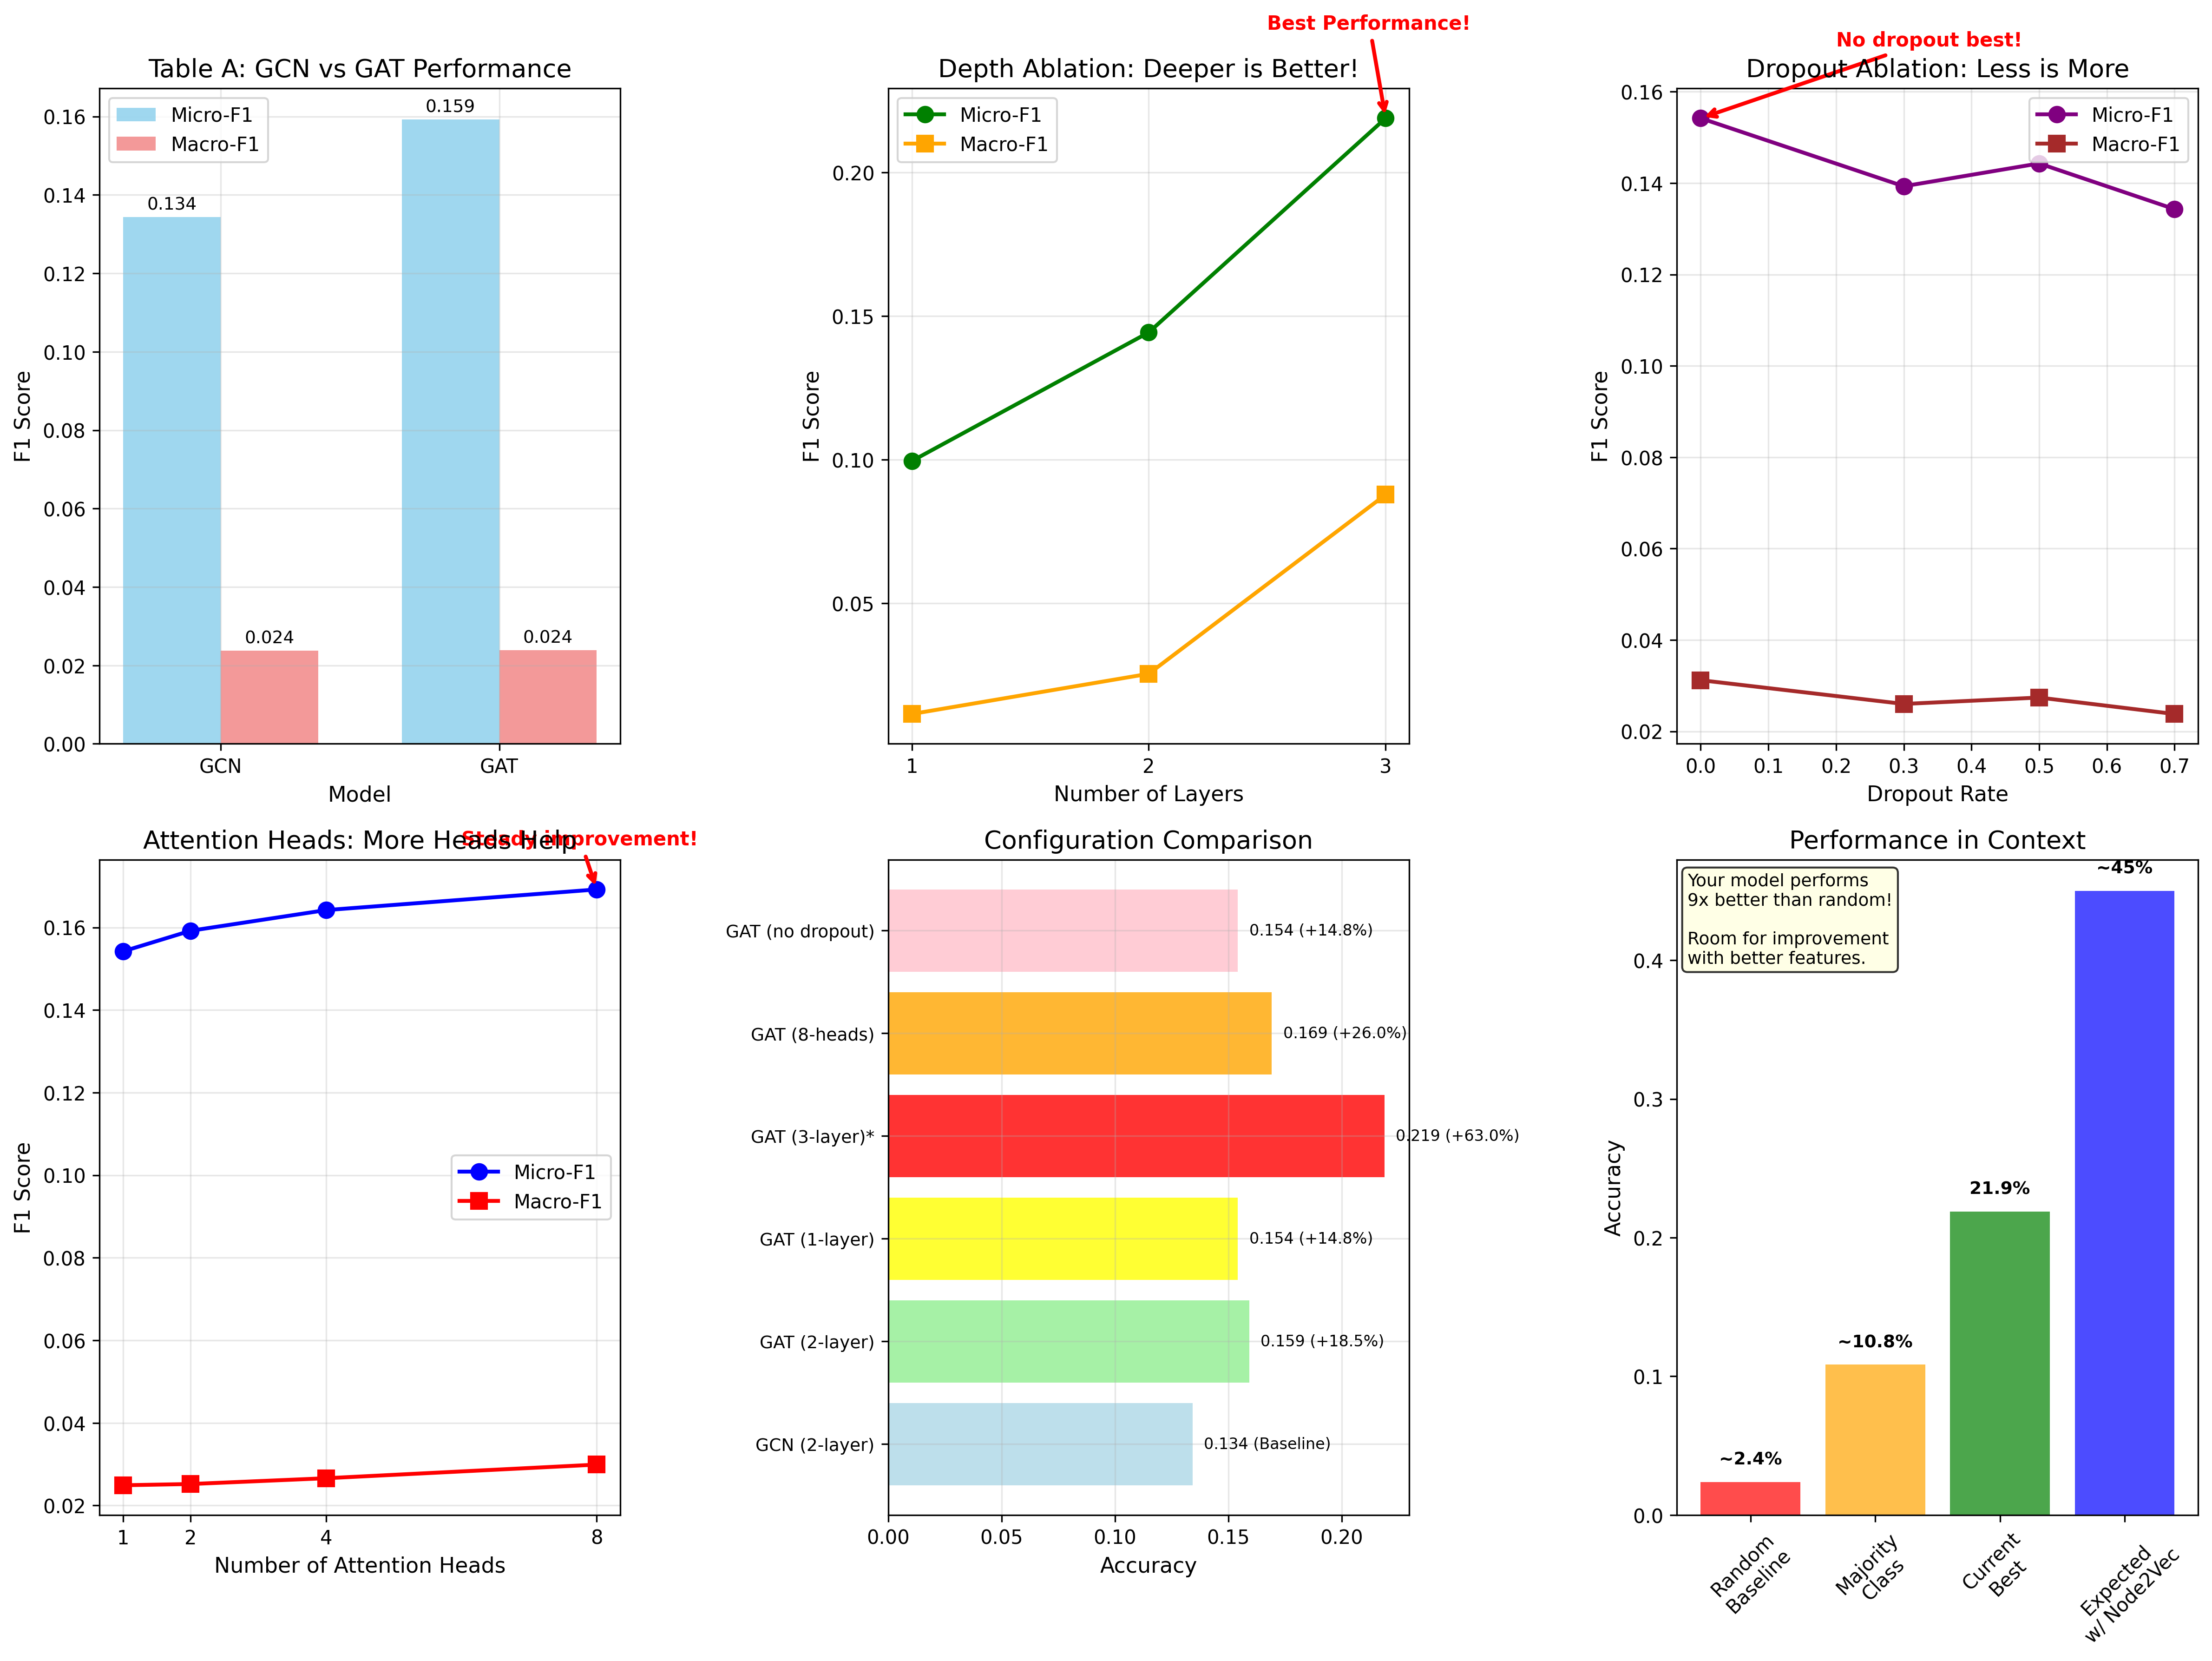 Table A: GCN vs GAT Performance
Micro-F1
Macro-F1
0.134
0.024
0.159
0.024
0.16
0.14
0.12
0.10
0.08
0.06
0.04
0.02
0.00
F1 Score
GCN
GAT
Model
Best Performance!
Depth Ablation: Deeper is Better!
Micro-F1
Macro-F1
0.20
0.15
0.10
0.05
F1 Score
1
2
3
Number of Layers
No dropout best!
Dropout Ablation: Less is More
Micro-F1
Macro-F1
0.16
0.14
0.12
0.10
0.08
0.06
0.04
0.02
F1 Score
0.0 0.1 0.2 0.3 0.4 0.5 0.6 0.7
Dropout Rate
Attention Heads: More Heads Help
Steady improvement!
0.16
0.14
0.12
0.10
0.08
0.06
0.04
0.02
F1 Score
Micro-F1
Macro-F1
1 2 4 8
Number of Attention Heads
Configuration Comparison
GAT (no dropout)
0.154 (+14.8%)
GAT (8-heads)
0.169 (+26.0%)
GAT (3-layer)*
0.219 (+63.0%)
GAT (1-layer)
0.154 (+14.8%)
GAT (2-layer)
0.159 (+18.5%)
GCN (2-layer)
0.134 (Baseline)
0.00 0.05 0.10 0.15 0.20
Accuracy
Performance in Context
Your model performs
9x better than random!
Room for improvement
with better features.
~45%
21.9%
~10.8%
~2.4%
0.4
0.3
0.2
0.1
0.0
Accuracy
Random
Baseline
Majority
Class
Current
Best
Expected
w/ Node2Vec